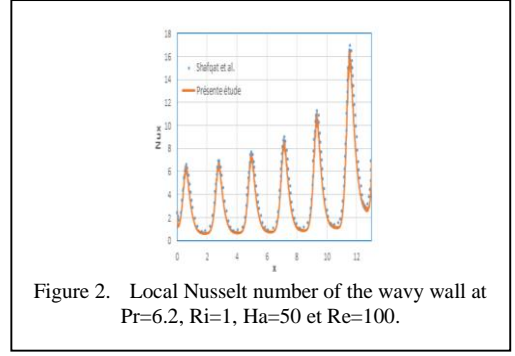 18
16
14
12
10
8
6
4
2
0
Nux
Shafqat et al.
Présente étude
0 2 4 6 8 10 12
x
Figure 2. Local Nusselt number of the wavy wall at
Pr=6.2, Ri=1, Ha=50 et Re=100.